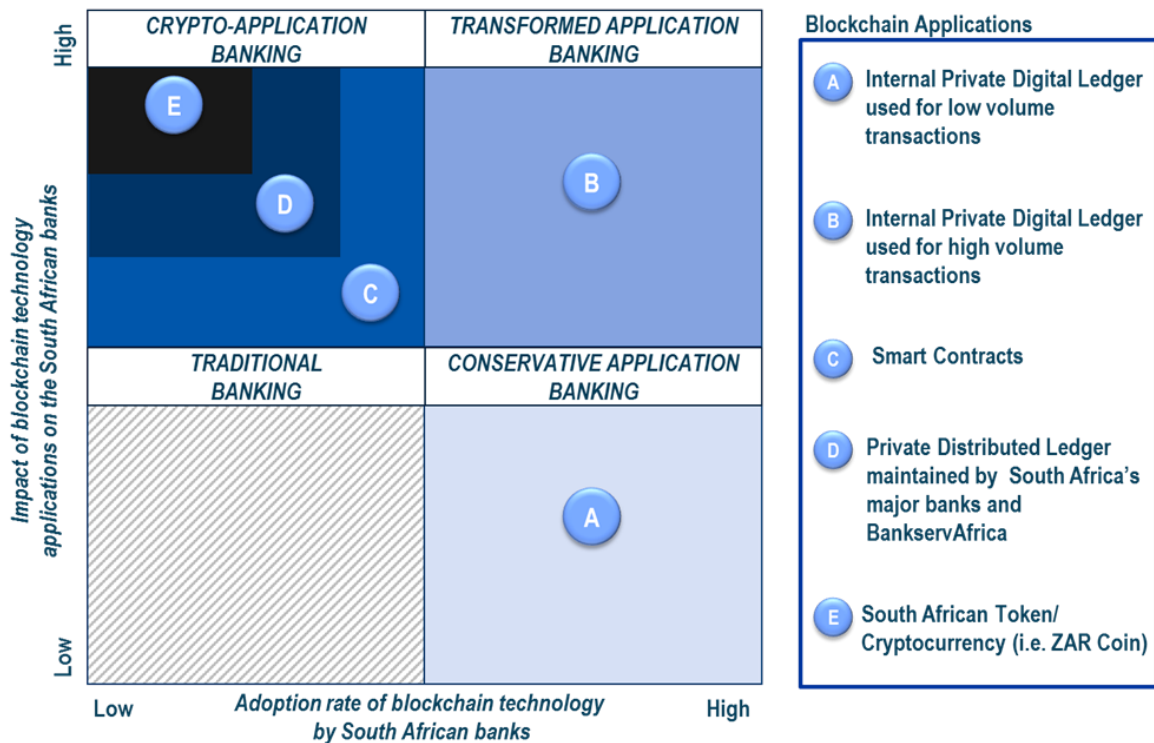 High
CRYPTO-APPLICATION
BANKING
TRANSFORMED APPLICATION
BANKING
E
D
C
B
TRADITIONAL
BANKING
CONSERVATIVE APPLICATION
BANKING
A
Impact of blockchain technology
applications on the South African banks
Low
Low
Adoption rate of blockchain technology
by South African banks
High
Blockchain Applications
A
Internal Private Digital Ledger
used for low volume
transactions
B
Internal Private Digital Ledger
used for high volume
transactions
C
Smart Contracts
D
Private Distributed Ledger
maintained by South Africa's
major banks and
BankservAfrica
E
South African Token/
Cryptocurrency (i.e. ZAR Coin)